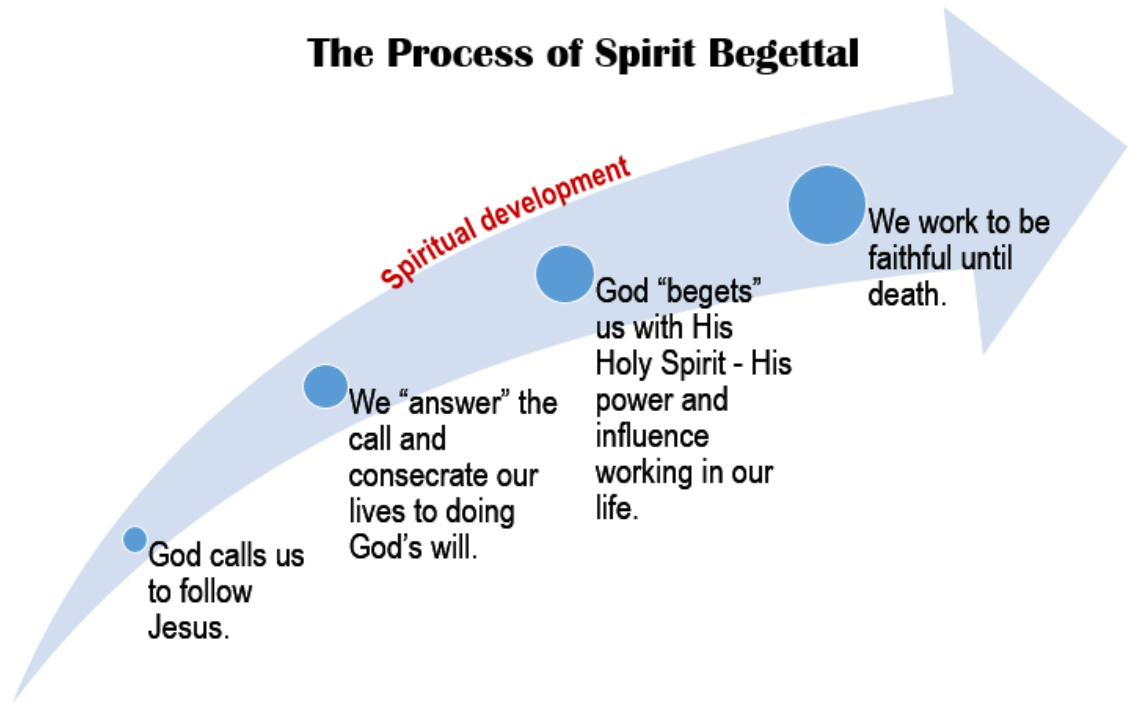 The Process of Spirit Begettal
Spiritual development
God calls us
to follow
Jesus.
We “answer” the
call and
consecrate our
lives to doing
God’s will.
God “begets”
us with His
Holy Spirit - His
power and
influence
working in our
life.
We work to be
faithful until
death.